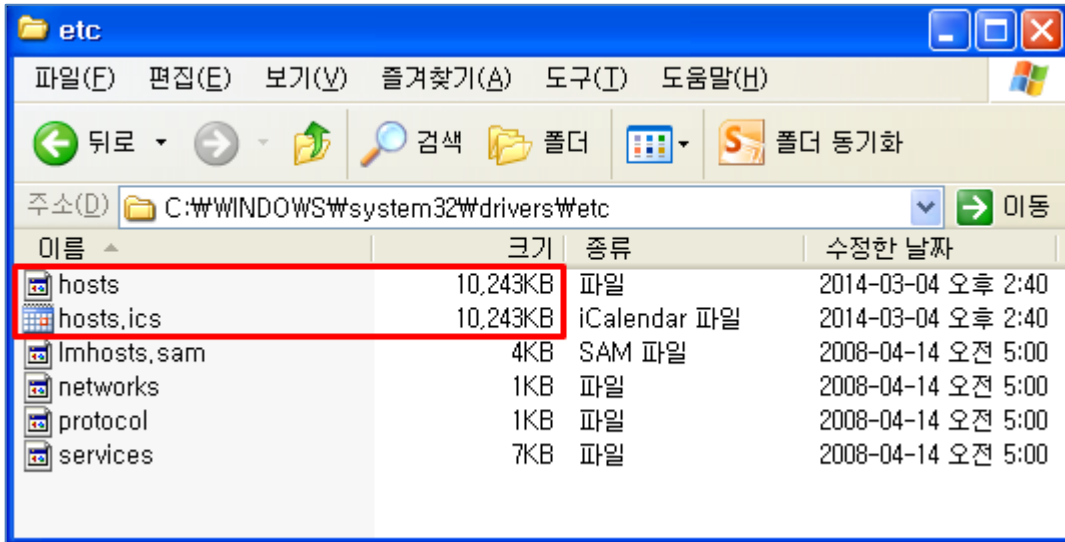 etc
파일(F) 편집(E) 보기(V) 즐겨찾기(A) 도구(T) 도움말(H)
뒤로 검색 폴더 폴더 동기화
주소(D) C:₩WINDOWS₩system32₩drivers₩etc 이동
이름 크기 종류 수정한 날짜
hosts 10,243KB 파일 2014-03-04 오후 2:40
hosts.ics 10,243KB iCalendar 파일 2014-03-04 오후 2:40
lmhosts.sam 4KB SAM 파일 2008-04-14 오전 5:00
networks 1KB 파일 2008-04-14 오전 5:00
protocol 1KB 파일 2008-04-14 오전 5:00
services 7KB 파일 2008-04-14 오전 5:00